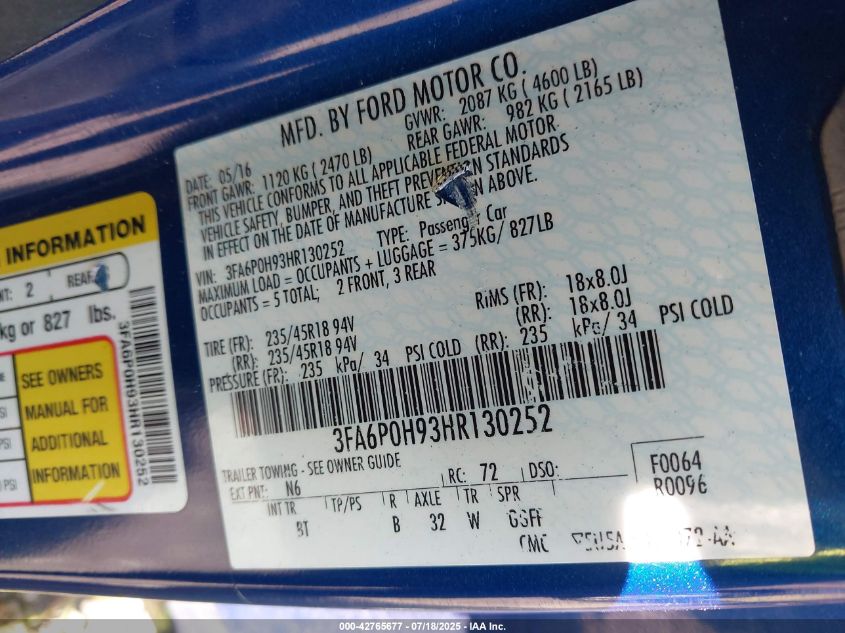 MFD. BY FORD MOTOR CO.
DATE: 05/16 GVWR: 2087 KG ( 4600 LB)
FRONT GAWR: 1120 KG ( 2470 LB) REAR GAWR: 982 KG ( 2165 LB)
THIS VEHICLE CONFORMS TO ALL APPLICABLE FEDERAL MOTOR
VEHICLE SAFETY, BUMPER, AND THEFT PREVENTION STANDARDS
IN EFFECT ON THE DATE OF MANUFACTURE ABOVE.
VIN: 3FA6P0H93HR130252 TYPE: Passenger Car
MAXIMUM LOAD = OCCUPANTS + LUGGAGE = 375KG/ 827LB
OCCUPANTS = 5 TOTAL; 2 FRONT, 3 REAR
RiMS (FR): 18x8.0J
TIRE (FR): 235/45R18 94V (RR): 18x8.0J
(RR): 235/45R18 94V
PRESSURE (FR): 235 kPa/ 34 PSI COLD (RR): 235 kPa/ 34 PSI COLD
3FA6P0H93HR130252
TRAILER TOWING - SEE OWNER GUIDE
EXT PNT: N6 RC: 72 DSO: F0064
R0096
INT TR TP/PS R AXLE TR SPR
BT B 32 W GGFF
INFORMATION
NT: 2 REAR
kg or 827 lbs.
3FA6P0H93HR130252
SEE OWNERS
MANUAL FOR
ADDITIONAL
INFORMATION
PSI
000-42765677 / 07/18/2025 - IAA Inc.